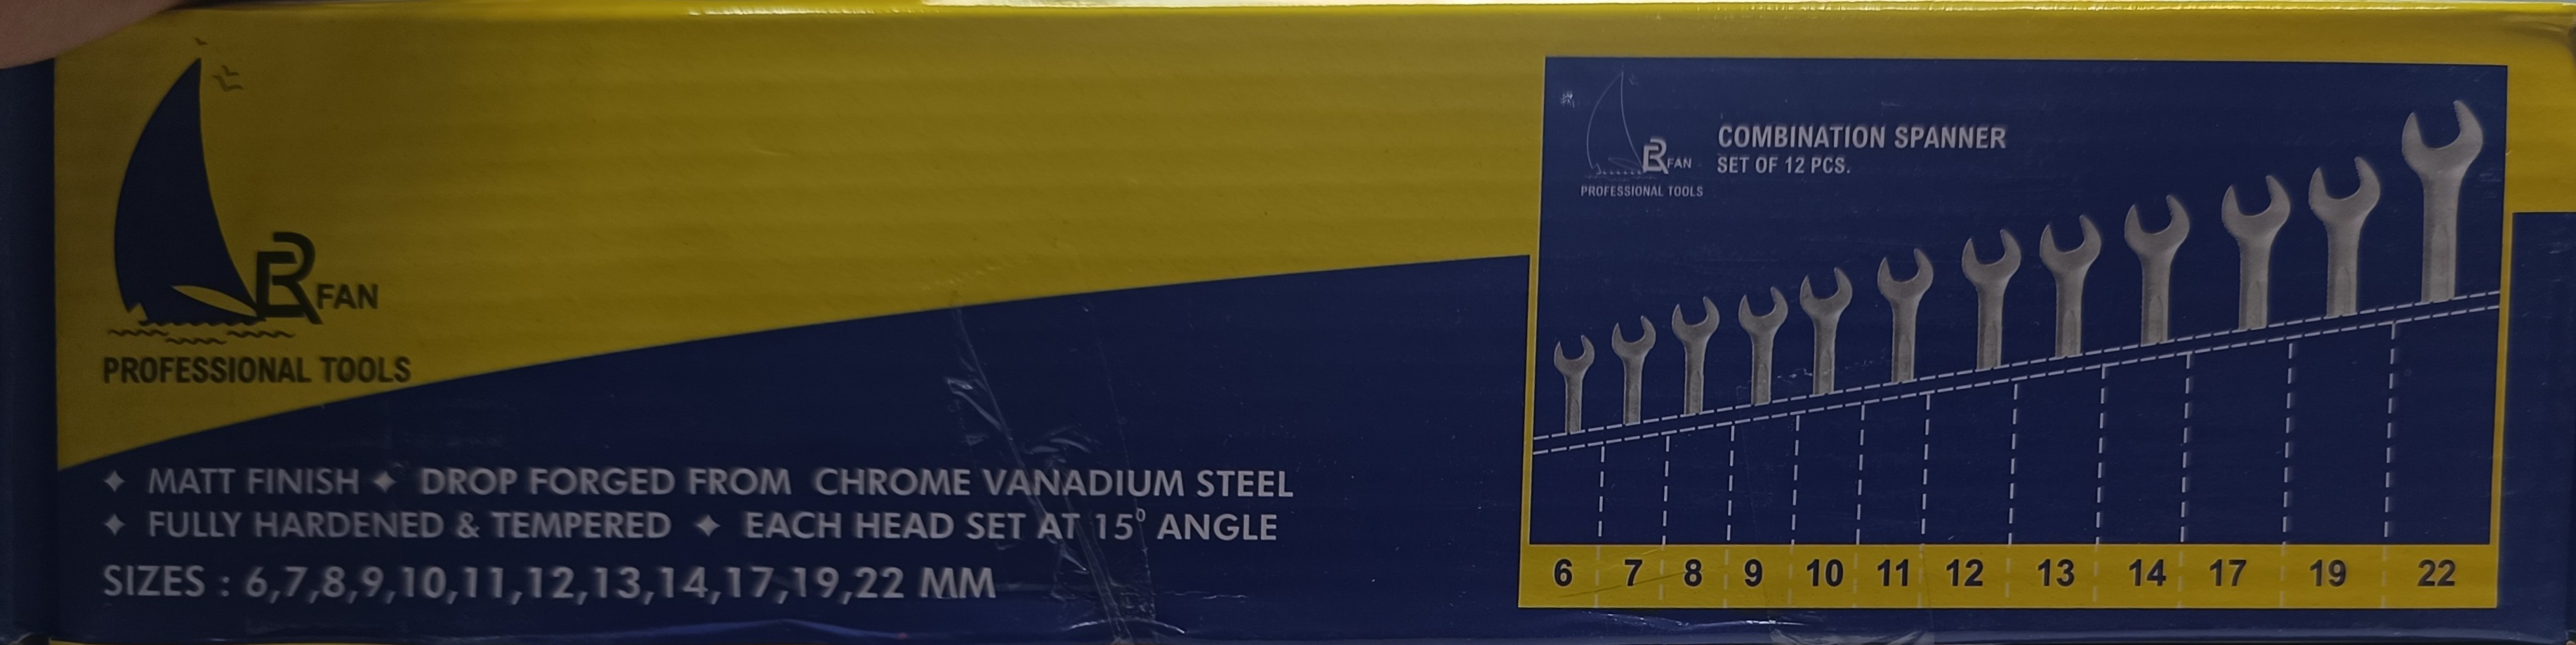 RFAN
PROFESSIONAL TOOLS
✦ MATT FINISH ✦ DROP FORGED FROM CHROME VANADIUM STEEL
✦ FULLY HARDENED & TEMPERED ✦ EACH HEAD SET AT 15⁰ ANGLE
SIZES : 6,7,8,9,10,11,12,13,14,17,19,22 MM
RFAN
PROFESSIONAL TOOLS
COMBINATION SPANNER
SET OF 12 PCS.
6 7 8 9 10 11 12 13 14 17 19 22